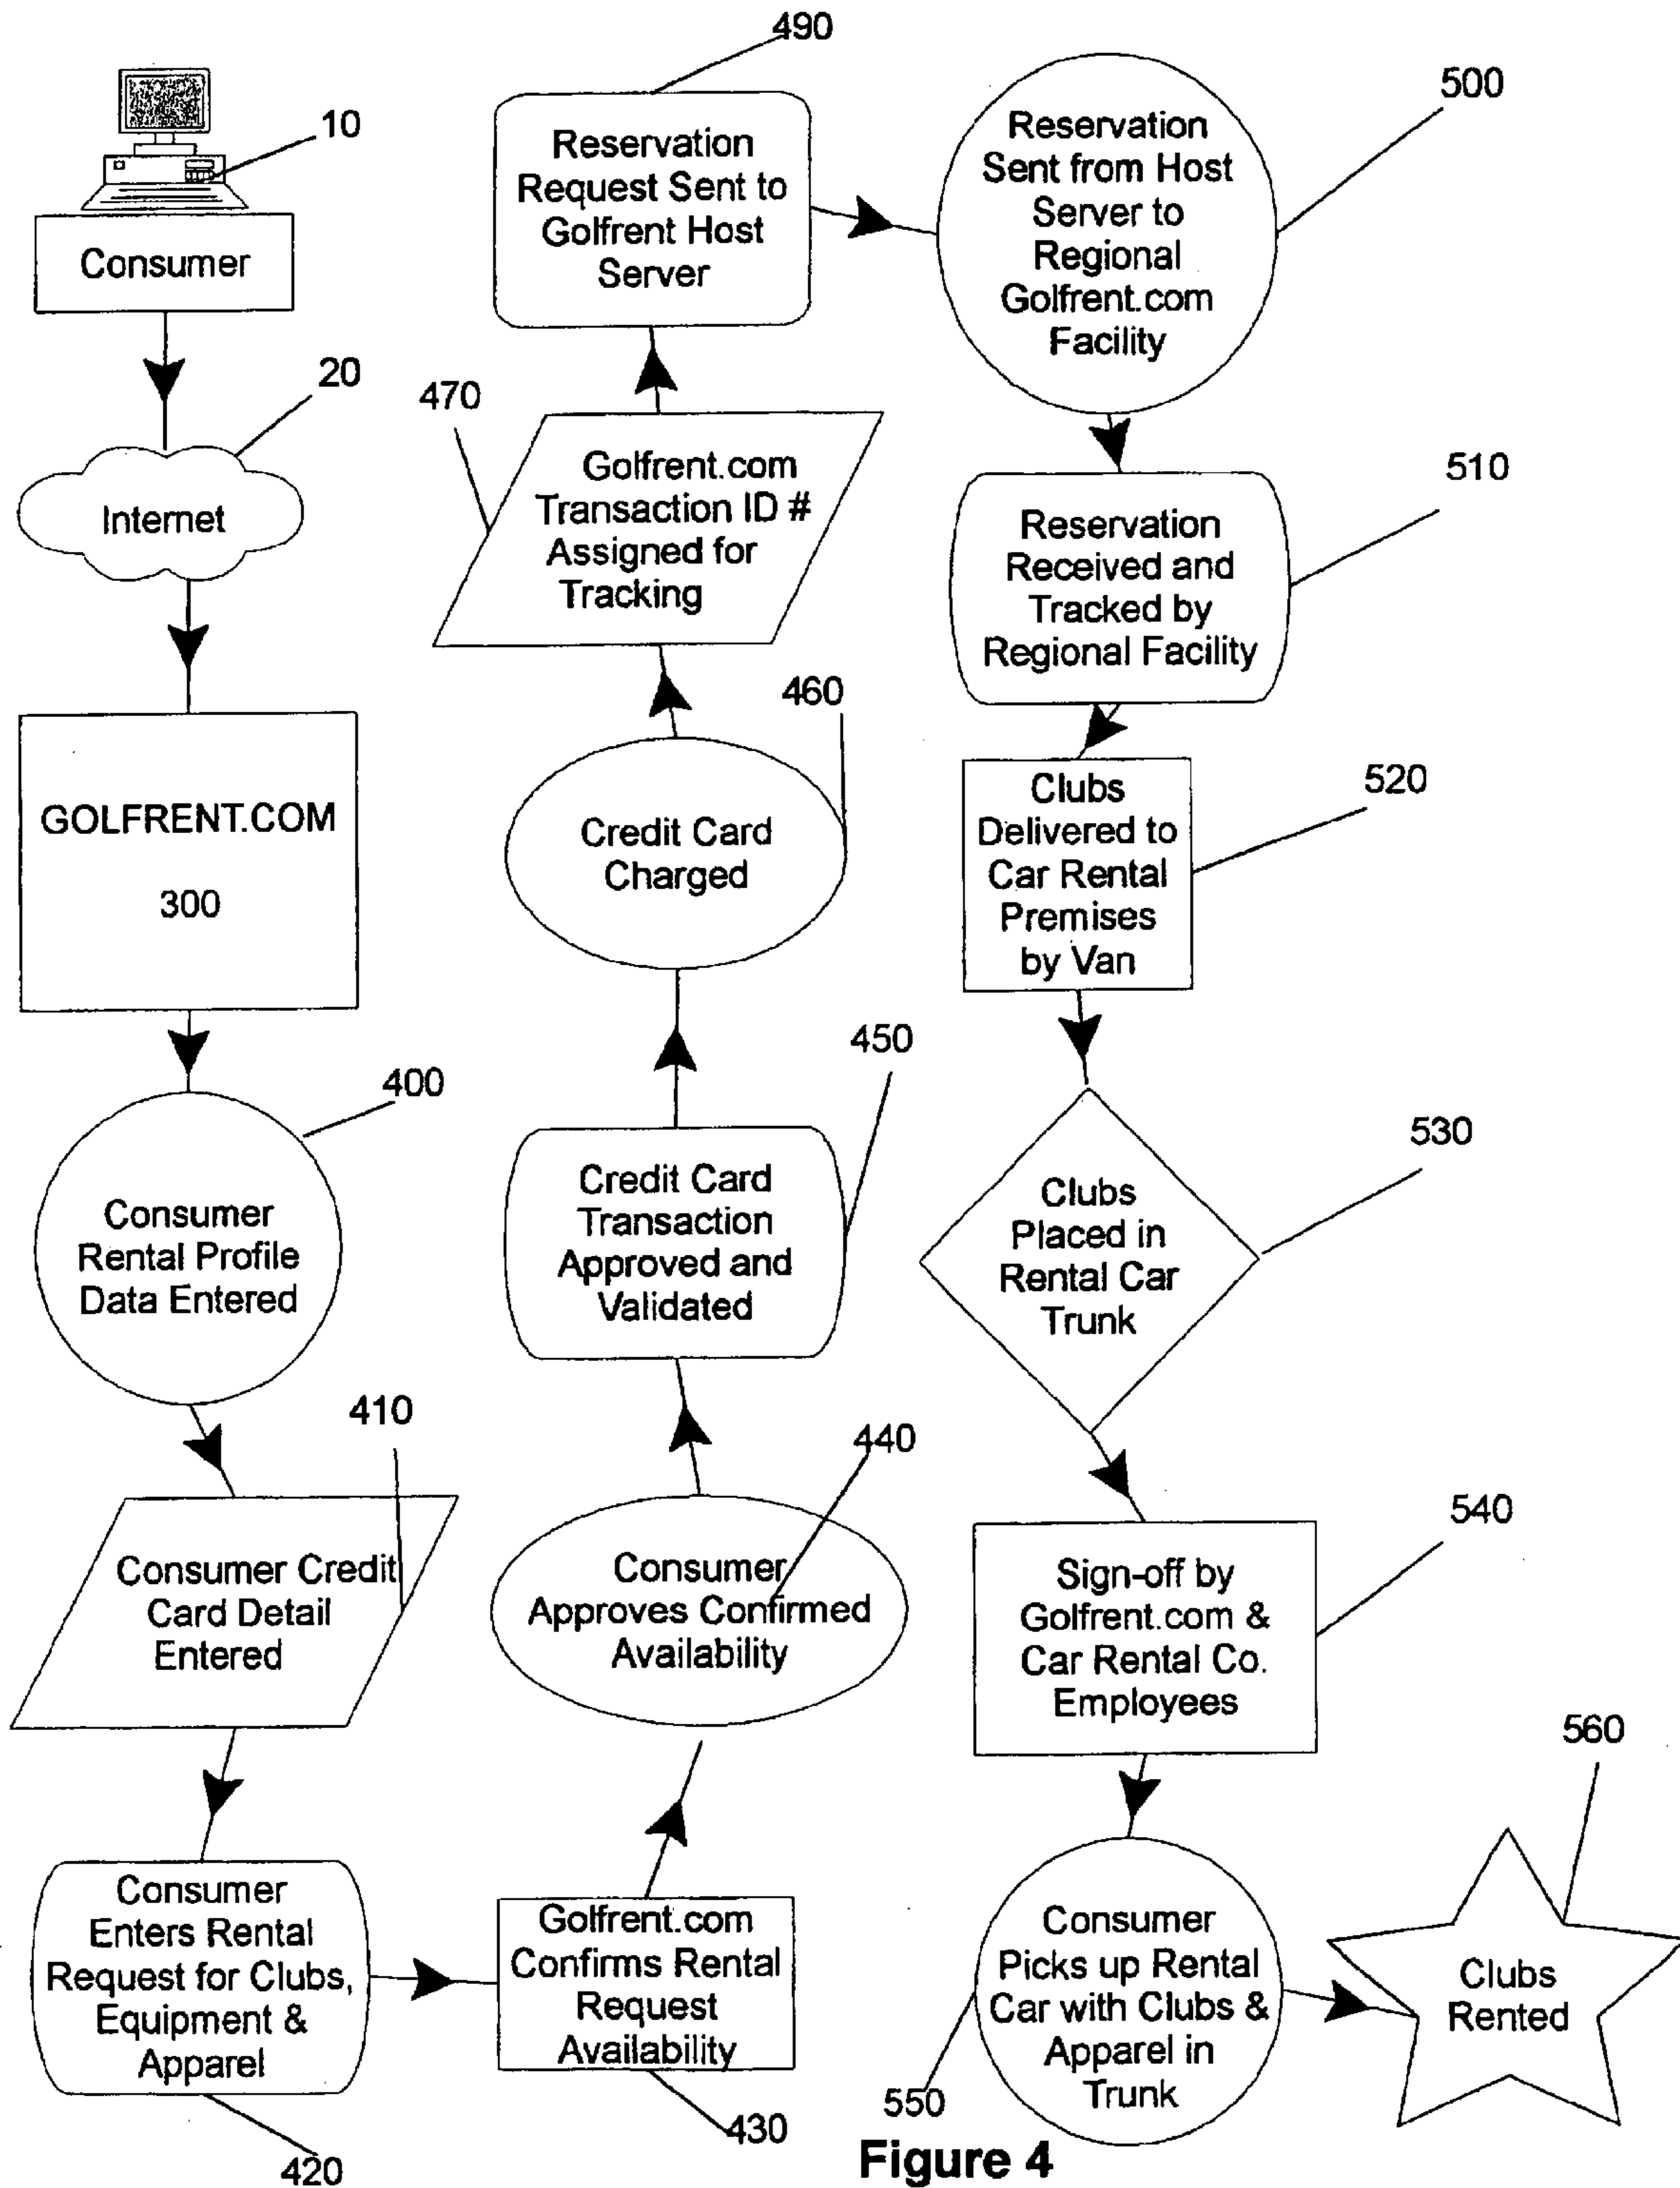 10
Consumer
20
Internet
GOLFRENT.COM
300
400
Consumer
Rental Profile
Data Entered
410
Consumer Credit
Card Detail
Entered
Consumer
Enters Rental
Request for Clubs,
Equipment &
Apparel
420
Golfrent.com
Confirms Rental
Request
Availability
430
440
Consumer
Approves Confirmed
Availability
450
Credit Card
Transaction
Approved and
Validated
460
Credit Card
Charged
470
Golfrent.com
Transaction ID #
Assigned for
Tracking
490
Reservation
Request Sent to
Golfrent Host
Server
500
Reservation
Sent from Host
Server to
Regional
Golfrent.com
Facility
510
Reservation
Received and
Tracked by
Regional Facility
520
Clubs
Delivered to
Car Rental
Premises
by Van
530
Clubs
Placed in
Rental Car
Trunk
540
Sign-off by
Golfrent.com &
Car Rental Co.
Employees
Consumer
Picks up Rental
Car with Clubs &
Apparel in
Trunk
550
560
Clubs
Rented
Figure 4